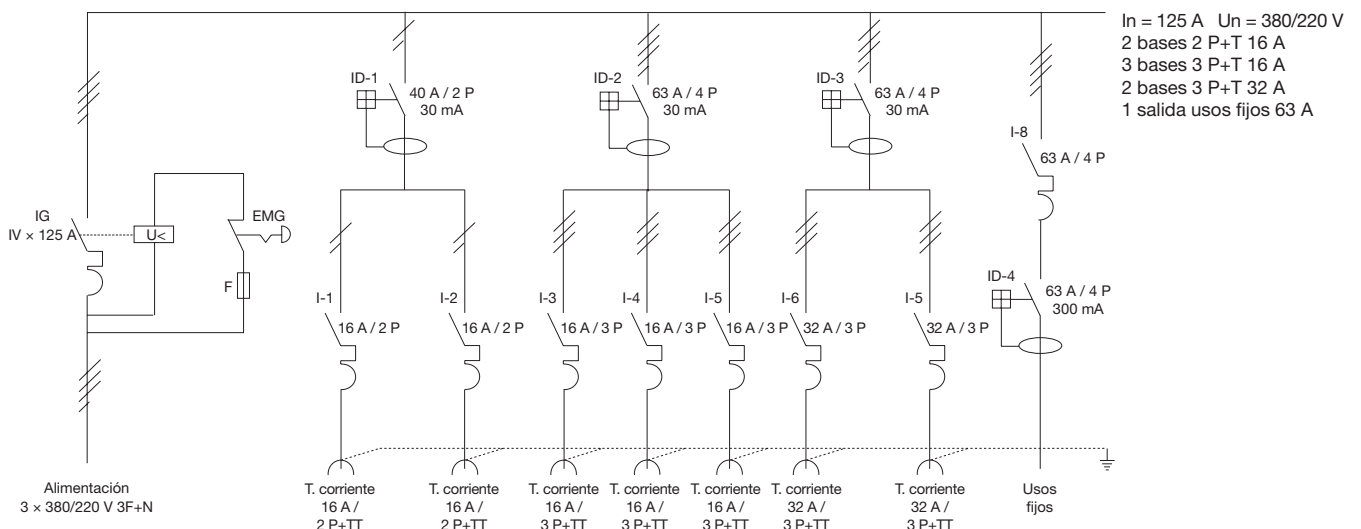 In = 125 A Un = 380/220 V
2 bases 2 P+T 16 A
3 bases 3 P+T 16 A
2 bases 3 P+T 32 A
1 salida usos fijos 63 A
ID-1
40 A / 2 P
30 mA
ID-2
63 A / 4 P
30 mA
ID-3
63 A / 4 P
30 mA
I-8
63 A / 4 P
IG
IV × 125 A
U<
EMG
F
I-1
16 A / 2 P
I-2
16 A / 2 P
I-3
16 A / 3 P
I-4
16 A / 3 P
I-5
16 A / 3 P
I-6
32 A / 3 P
I-5
32 A / 3 P
ID-4
63 A / 4 P
300 mA
Alimentación
3 × 380/220 V 3F+N
T. corriente
16 A /
2 P+TT
T. corriente
16 A /
2 P+TT
T. corriente
16 A /
3 P+TT
T. corriente
16 A /
3 P+TT
T. corriente
16 A /
3 P+TT
T. corriente
32 A /
3 P+TT
T. corriente
32 A /
3 P+TT
Usos
fijos